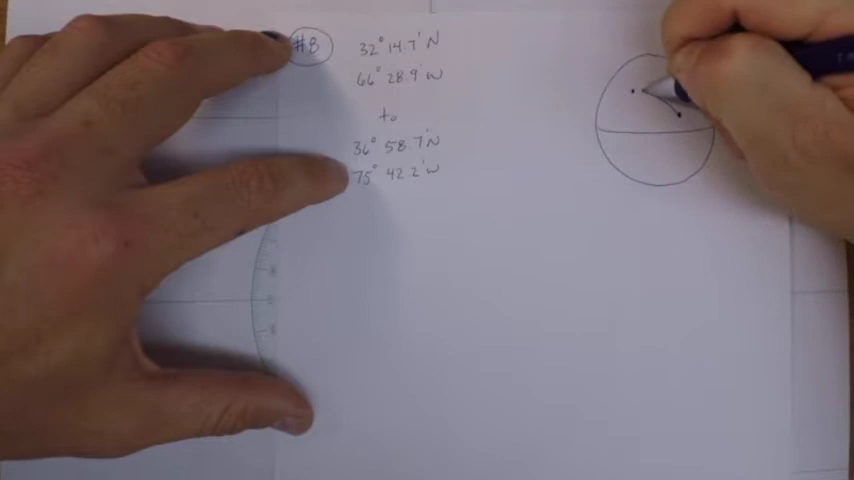 #8
32° 14.7' N
66° 28.9' W
to
36° 58.7' N
75° 42.2' W